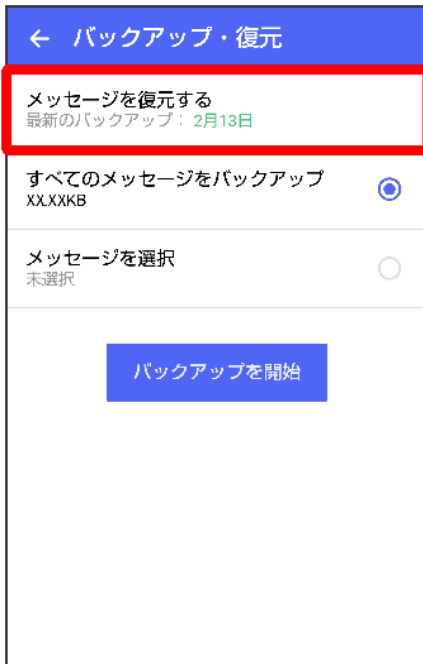 ← バックアップ・復元
メッセージを復元する
最新のバックアップ： 2月13日
すべてのメッセージをバックアップ
XX.XXKB
メッセージを選択
未選択
バックアップを開始